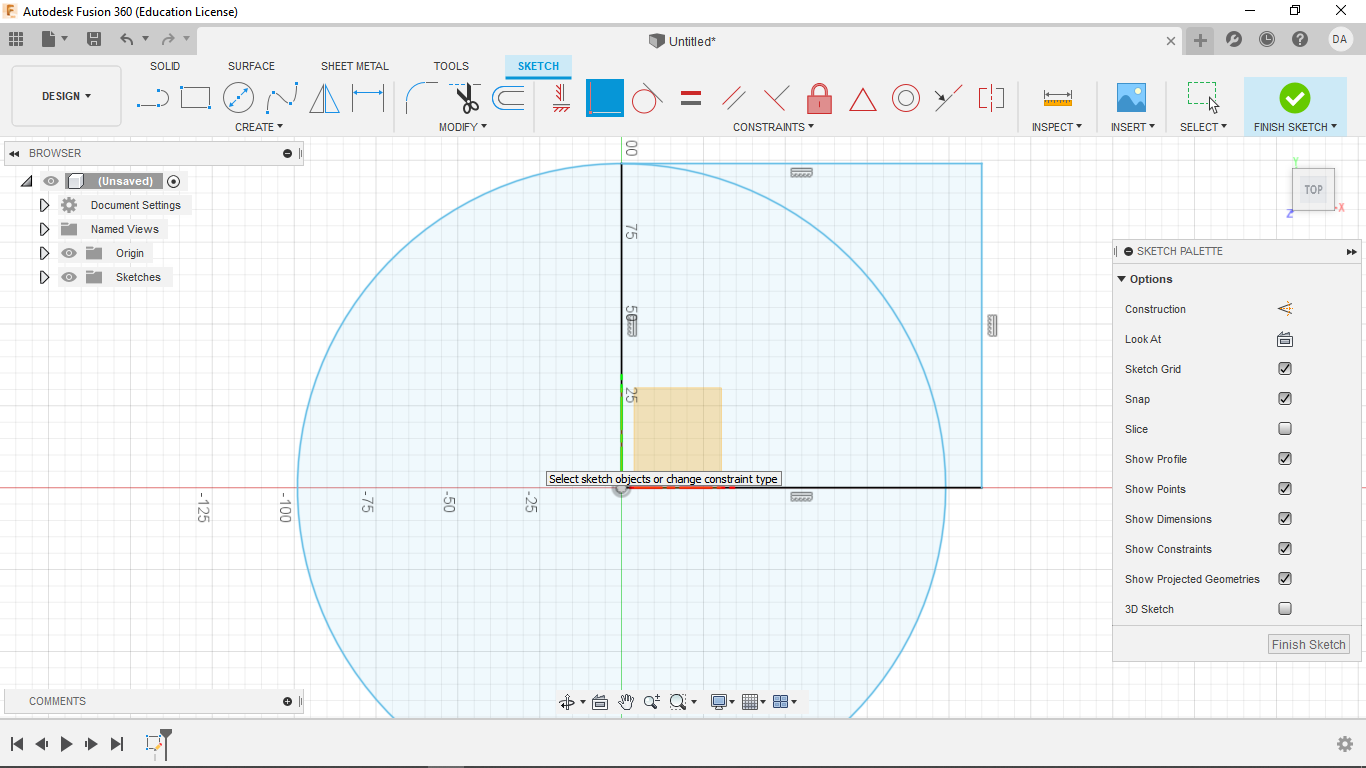 Autodesk Fusion 360 (Education License)
Untitled*
DA
SOLID SURFACE SHEET METAL TOOLS SKETCH
DESIGN
CREATE MODIFY CONSTRAINTS INSPECT INSERT SELECT FINISH SKETCH
BROWSER
(Unsaved)
Document Settings
Named Views
Origin
Sketches
00
75
50
25
-125
-100
-75
-50
-25
Select sketch objects or change constraint type
Y
TOP
Z
X
SKETCH PALETTE
Options
Construction
Look At
Sketch Grid
Snap
Slice
Show Profile
Show Points
Show Dimensions
Show Constraints
Show Projected Geometries
3D Sketch
Finish Sketch
COMMENTS